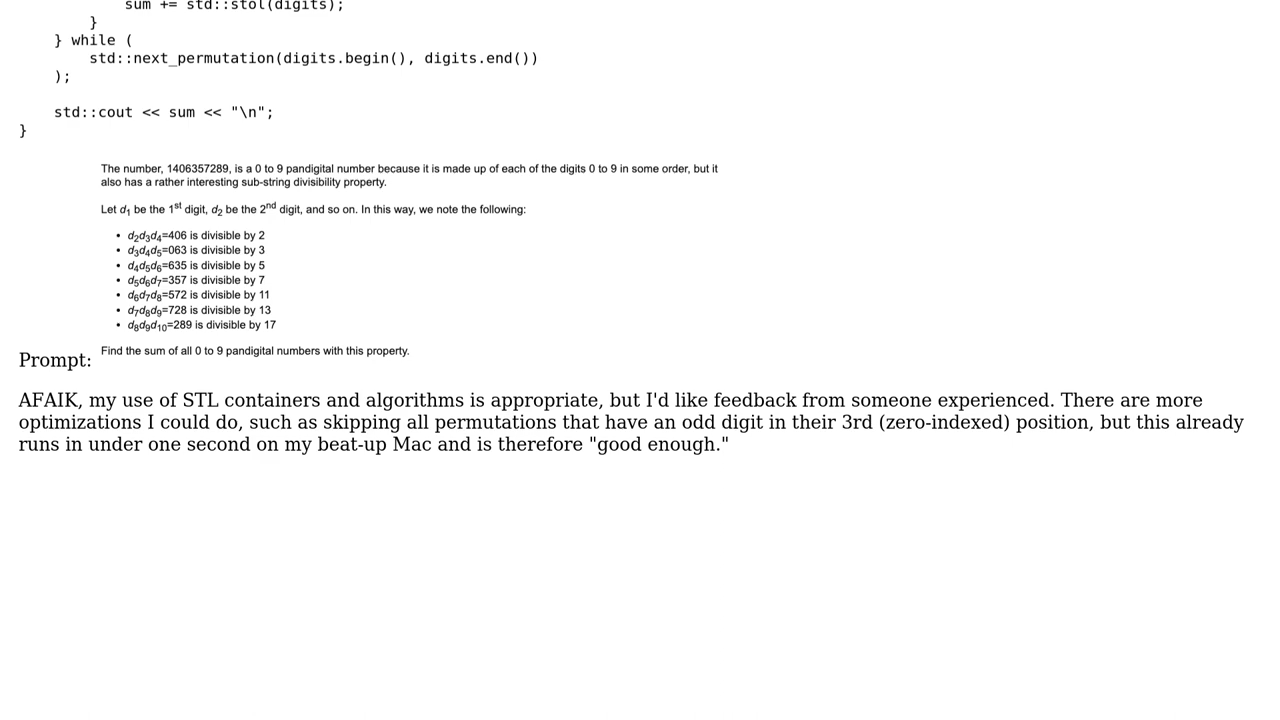 sum += std::stol(digits);
}
} while (
std::next_permutation(digits.begin(), digits.end())
);
std::cout << sum << "\n";
}
The number, 1406357289, is a 0 to 9 pandigital number because it is made up of each of the digits 0 to 9 in some order, but it
also has a rather interesting sub-string divisibility property.
Let d1 be the 1st digit, d2 be the 2nd digit, and so on. In this way, we note the following:
• d2d3d4=406 is divisible by 2
• d3d4d5=063 is divisible by 3
• d4d5d6=635 is divisible by 5
• d5d6d7=357 is divisible by 7
• d6d7d8=572 is divisible by 11
• d7d8d9=728 is divisible by 13
• d8d9d10=289 is divisible by 17
Find the sum of all 0 to 9 pandigital numbers with this property.
Prompt:
AFAIK, my use of STL containers and algorithms is appropriate, but I'd like feedback from someone experienced. There are more
optimizations I could do, such as skipping all permutations that have an odd digit in their 3rd (zero-indexed) position, but this already
runs in under one second on my beat-up Mac and is therefore "good enough."